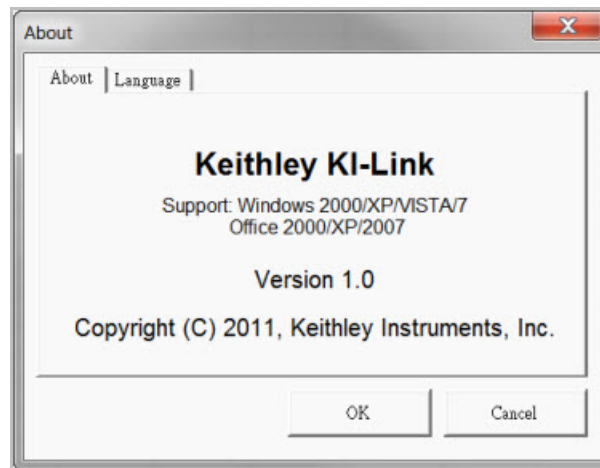 About
About
Language
Keithley KI-Link
Support: Windows 2000/XP/VISTA/7
Office 2000/XP/2007
Version 1.0
Copyright (C) 2011, Keithley Instruments, Inc.
OK
Cancel